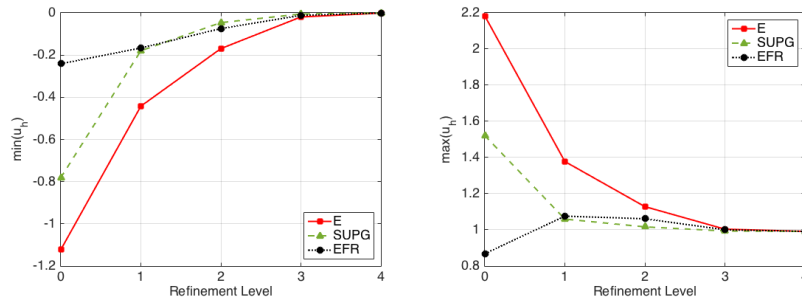 min(u_h)
0
-0.2
-0.4
-0.6
-0.8
-1
-1.2
0 1 2 3 4
Refinement Level
E
SUPG
EFR
max(u_h)
2.2
2
1.8
1.6
1.4
1.2
1
0.8
0 1 2 3 4
Refinement Level
E
SUPG
EFR